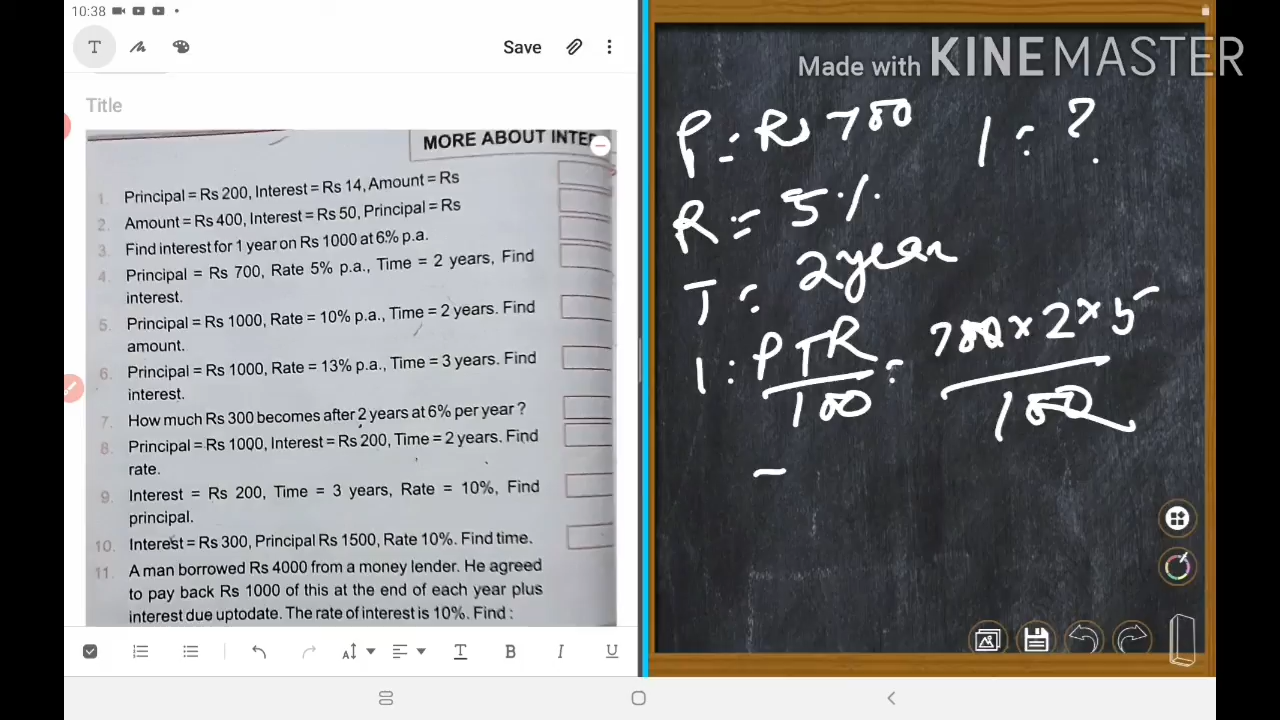 10:38
T
Save
Title
MORE ABOUT INTE
1. Principal = Rs 200, Interest = Rs 14, Amount = Rs
2. Amount = Rs 400, Interest = Rs 50, Principal = Rs
3. Find interest for 1 year on Rs 1000 at 6% p.a.
4. Principal = Rs 700, Rate 5% p.a., Time = 2 years, Find
interest.
5. Principal = Rs 1000, Rate = 10% p.a., Time = 2 years. Find
amount.
6. Principal = Rs 1000, Rate = 13% p.a., Time = 3 years. Find
interest.
7. How much Rs 300 becomes after 2 years at 6% per year ?
8. Principal = Rs 1000, Interest = Rs 200, Time = 2 years. Find
rate.
9. Interest = Rs 200, Time = 3 years, Rate = 10%, Find
principal.
10. Interest = Rs 300, Principal Rs 1500, Rate 10%. Find time.
11. A man borrowed Rs 4000 from a money lender. He agreed
to pay back Rs 1000 of this at the end of each year plus
interest due uptodate. The rate of interest is 10%. Find :
T B I U
Made with KINEMASTER
P = Rs 700 I = ?
R = 5%
T = 2 year
I = PTR/100 = 700 × 2 × 5/100
=